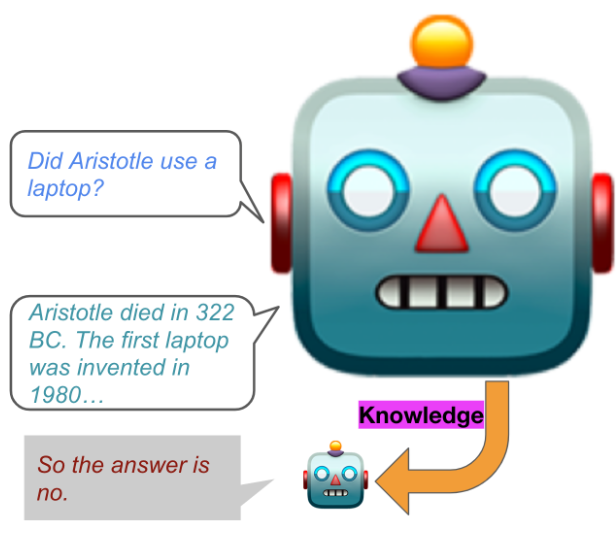 Did Aristotle use a
laptop?
Aristotle died in 322
BC. The first laptop
was invented in
1980…
Knowledge
So the answer is
no.